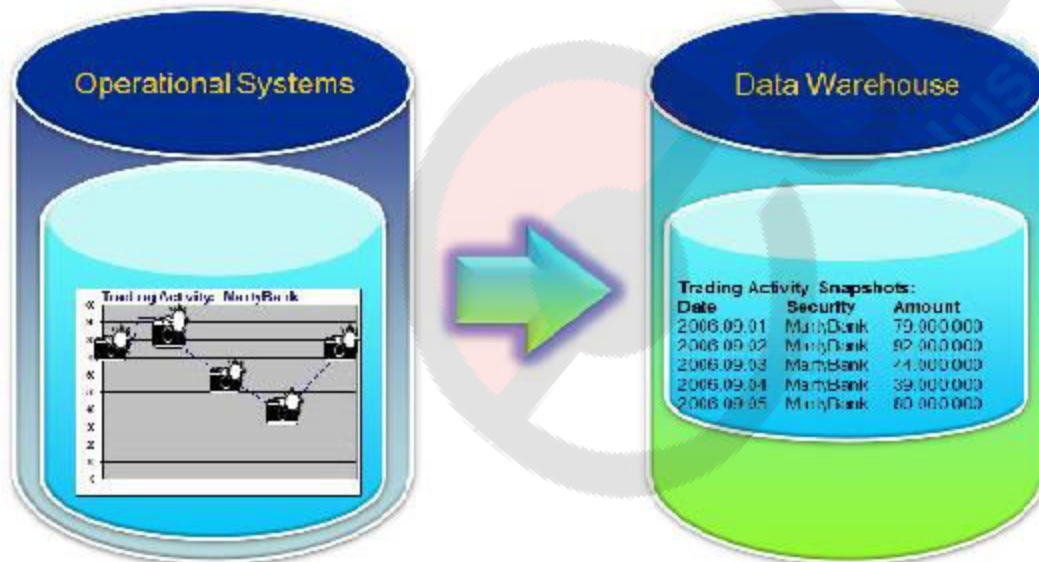 Operational Systems
Trading Activity: MartyBank
Data Warehouse
Trading Activity Snapshots:
Date Security Amount
2006.09.01 MartyBank 79.000.000
2006.09.02 MartyBank 92.000.000
2006.09.03 MartyBank 44.000.000
2006.09.04 MartyBank 39.000.000
2006.09.05 MartyBank 80.000.000